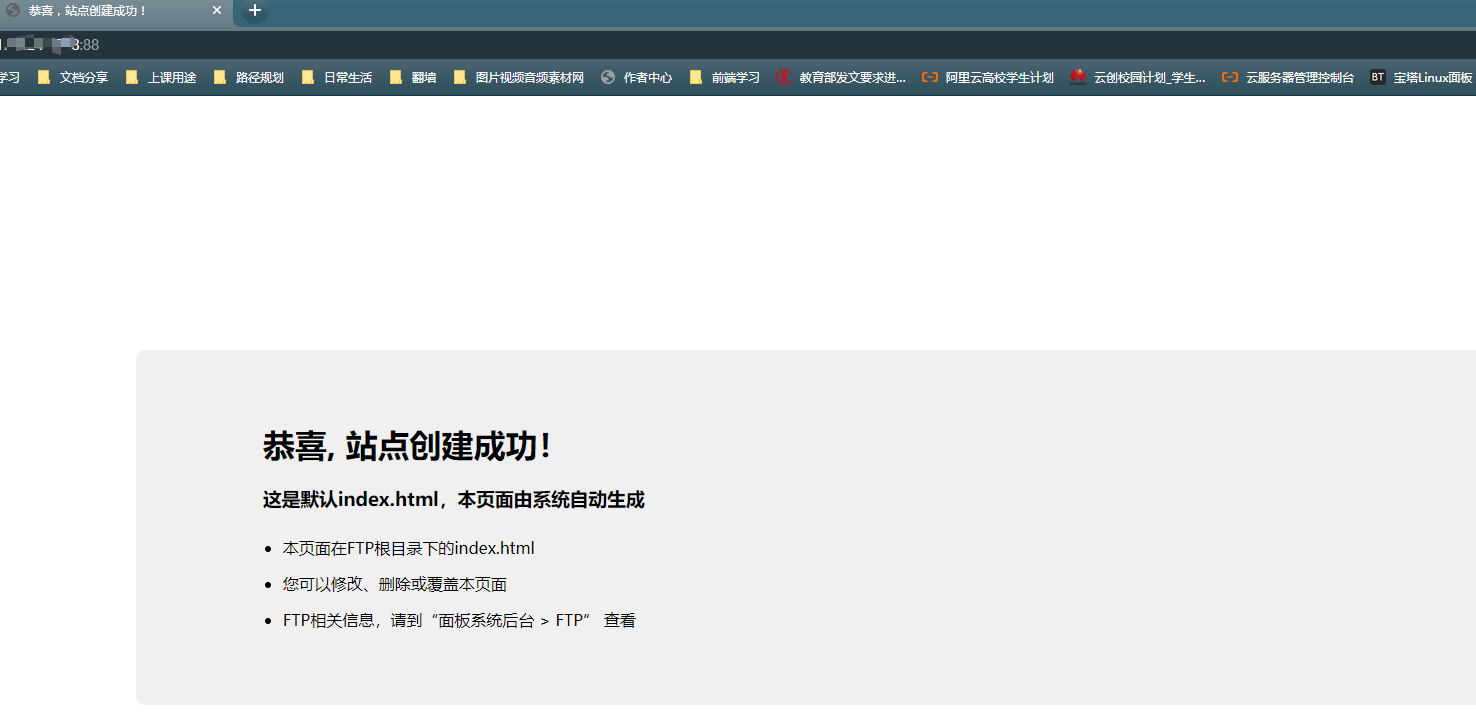 恭喜，站点创建成功！
:88
学习 文档分享 上课用途 路径规划 日常生活 翻墙 图片视频音频素材网 作者中心 前端学习 教育部发文要求进... 阿里云高校学生计划 云创校园计划_学生... 云服务器管理控制台 BT 宝塔Linux面板
恭喜, 站点创建成功！
这是默认index.html，本页面由系统自动生成
本页面在FTP根目录下的index.html
您可以修改、删除或覆盖本页面
FTP相关信息，请到“面板系统后台 > FTP” 查看